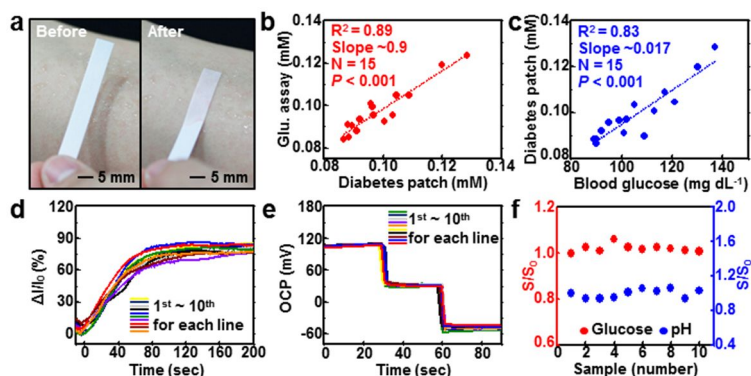 a
Before
After
5 mm
5 mm
b
R² = 0.89
Slope ~0.9
N = 15
P < 0.001
Glu. assay (mM)
0.14
0.12
0.10
0.08
0.08
0.10
0.12
0.14
Diabetes patch (mM)
c
R² = 0.83
Slope ~0.017
N = 15
P < 0.001
Diabetes patch (mM)
0.14
0.12
0.10
0.08
90
110
130
150
Blood glucose (mg dL⁻¹)
d
ΔI/I₀ (%)
120
90
60
30
0
0
40
80
120
160
200
1st ~ 10th
for each line
Time (sec)
e
OCP (mV)
180
120
60
0
-60
0
30
60
90
1st ~ 10th
for each line
Time (sec)
f
S/S₀
1.2
1.0
0.8
0.6
2.0
1.6
1.2
0.8
0.4
S/S₀
Glucose
pH
0
2
4
6
8
10
Sample (number)